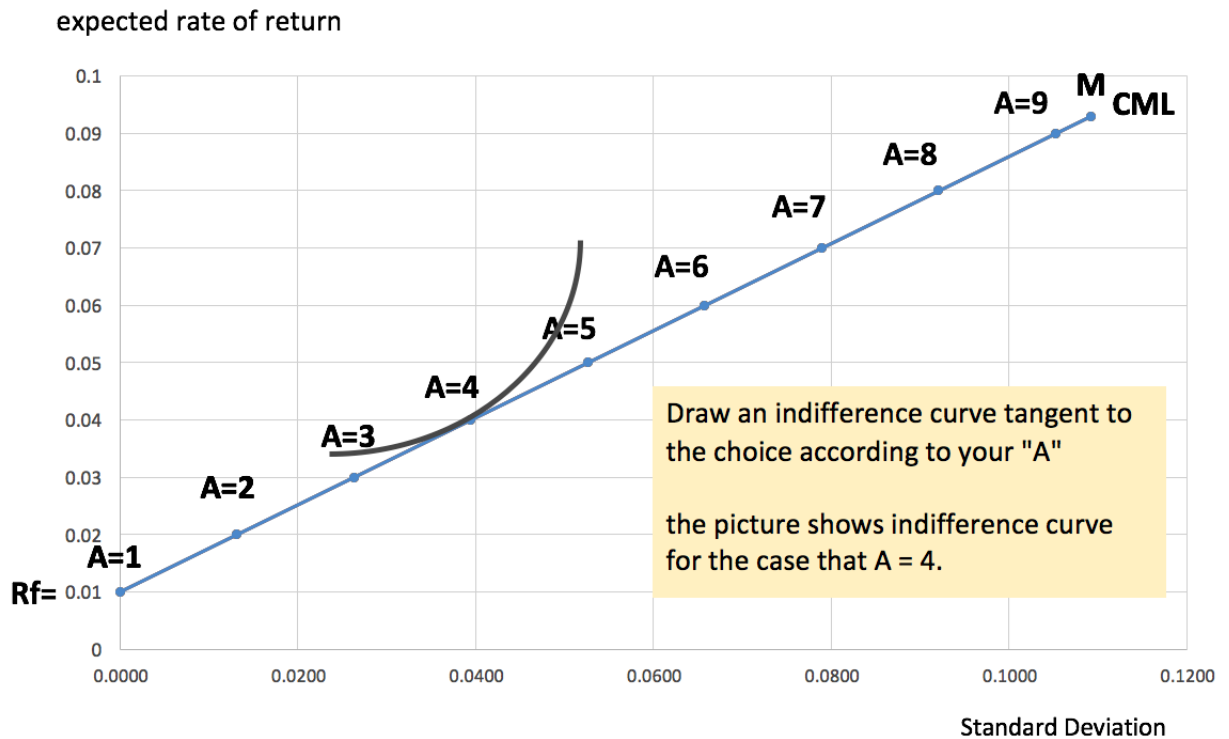 expected rate of return
0.1
M
A=9
CML
0.09
A=8
0.08
A=7
0.07
A=6
0.06
A=5
0.05
A=4
0.04
A=3
0.03
A=2
0.02
A=1
Rf= 0.01
0
Draw an indifference curve tangent to
the choice according to your "A"
the picture shows indifference curve
for the case that A = 4.
0.0000 0.0200 0.0400 0.0600 0.0800 0.1000 0.1200
Standard Deviation